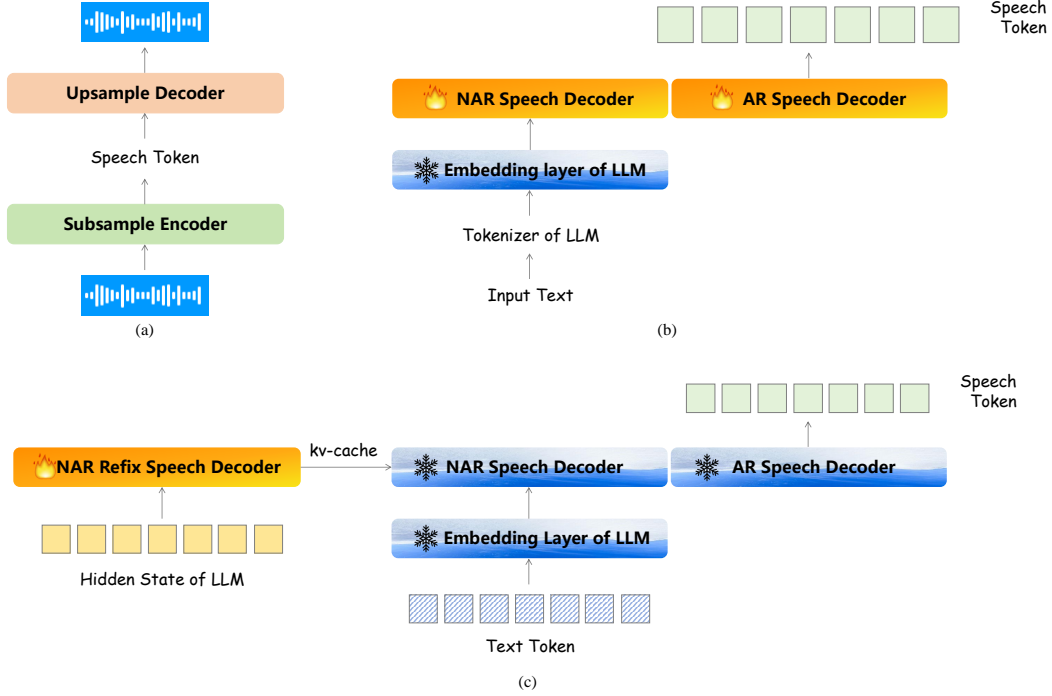 Upsample Decoder
Speech Token
Subsample Encoder
(a)
Speech
Token
NAR Speech Decoder
AR Speech Decoder
Embedding layer of LLM
Tokenizer of LLM
Input Text
(b)
Speech
Token
NAR Refix Speech Decoder
kv-cache
NAR Speech Decoder
AR Speech Decoder
Embedding Layer of LLM
Hidden State of LLM
Text Token
(c)